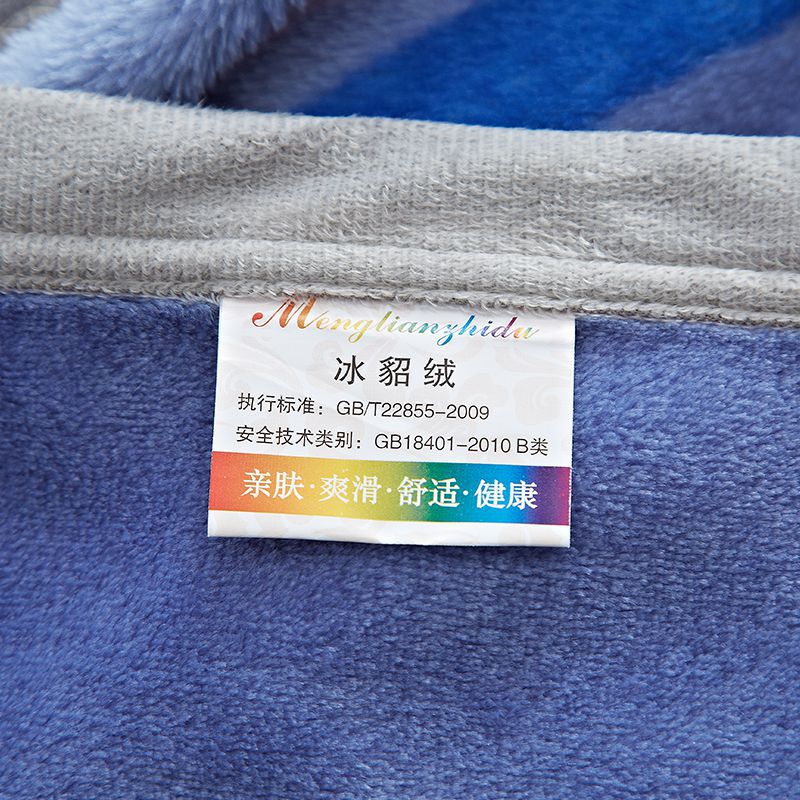 Menglianzhidu
冰貂绒
执行标准：GB/T22855-2009
安全技术类别：GB18401-2010 B类
亲肤·爽滑·舒适·健康